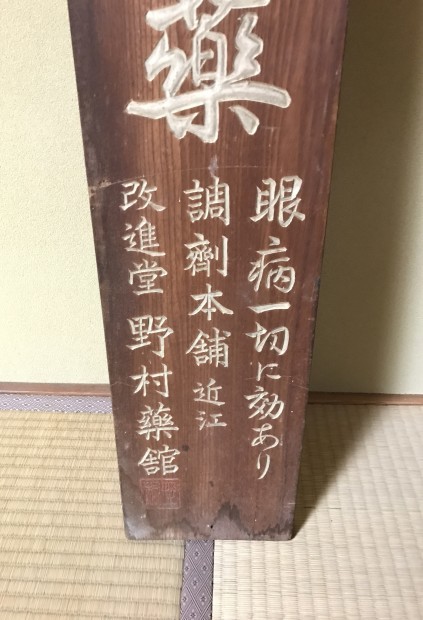 藥
眼病一切に効あり
調劑本舗 近江
改進堂 野村藥舘